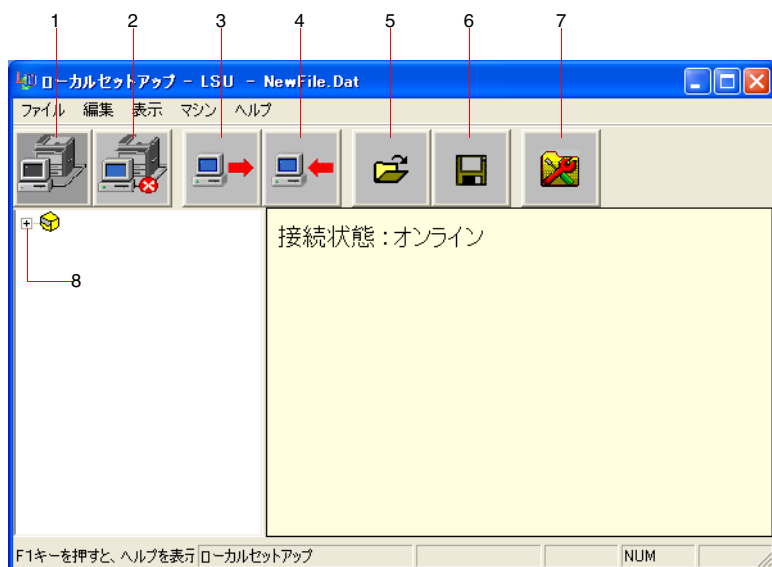 1 2 3 4 5 6 7
ローカルセットアップ - LSU - NewFile.Dat
ファイル 編集 表示 マシン ヘルプ
接続状態：オンライン
8
F1キーを押すと、ヘルプを表示 ローカルセットアップ NUM